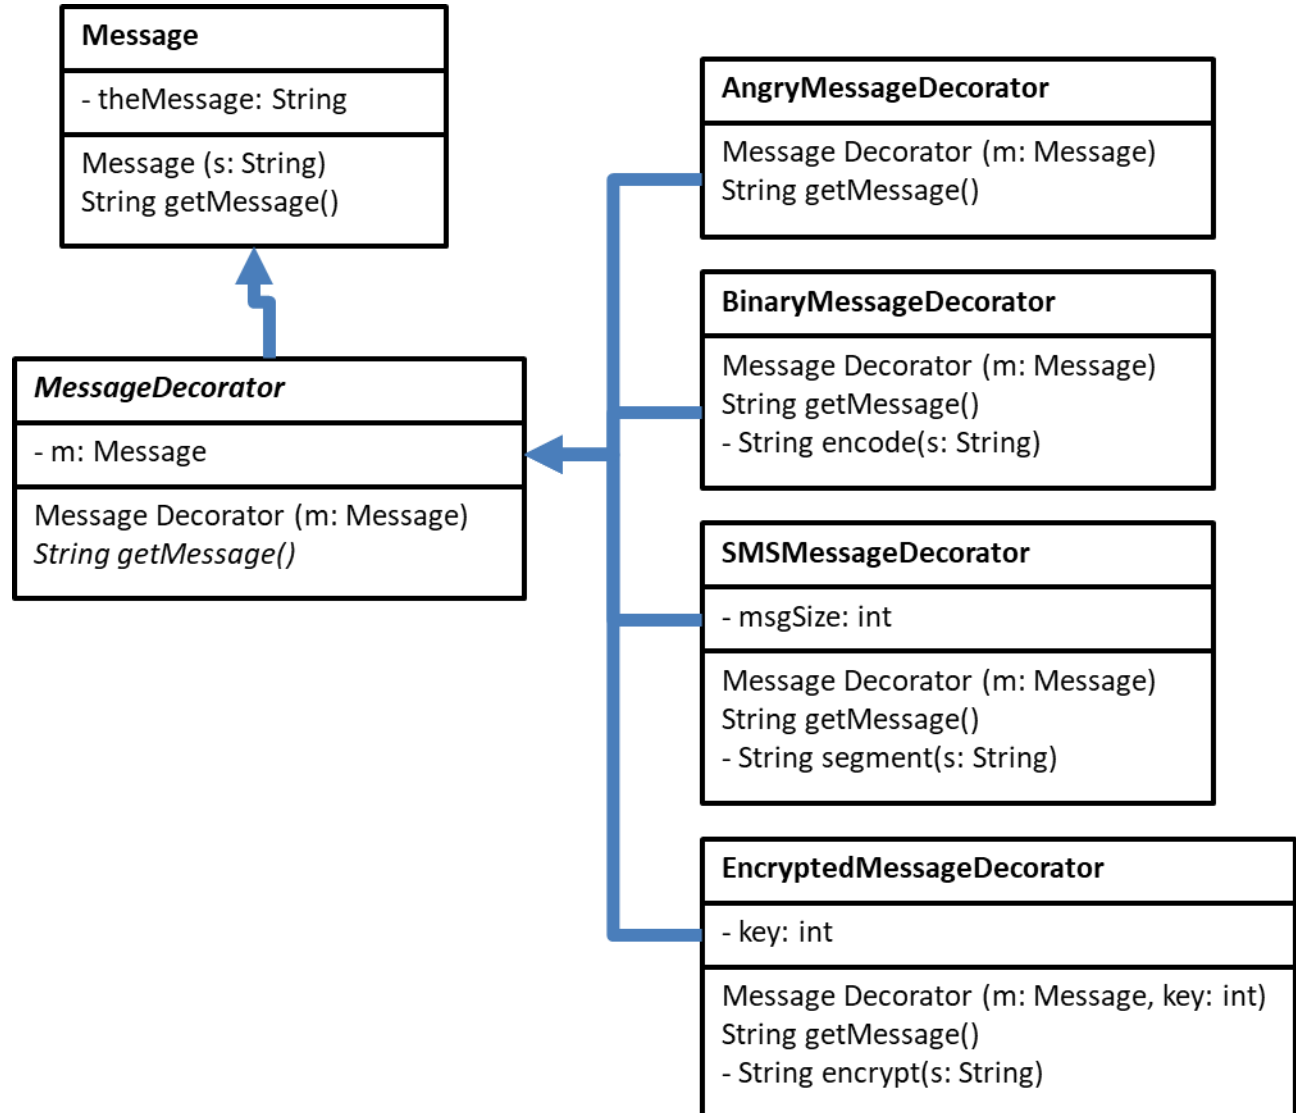 Message
- theMessage: String
Message (s: String)
String getMessage()
MessageDecorator
- m: Message
Message Decorator (m: Message)
String getMessage()
AngryMessageDecorator
Message Decorator (m: Message)
String getMessage()
BinaryMessageDecorator
Message Decorator (m: Message)
String getMessage()
- String encode(s: String)
SMSMessageDecorator
- msgSize: int
Message Decorator (m: Message)
String getMessage()
- String segment(s: String)
EncryptedMessageDecorator
- key: int
Message Decorator (m: Message, key: int)
String getMessage()
- String encrypt(s: String)